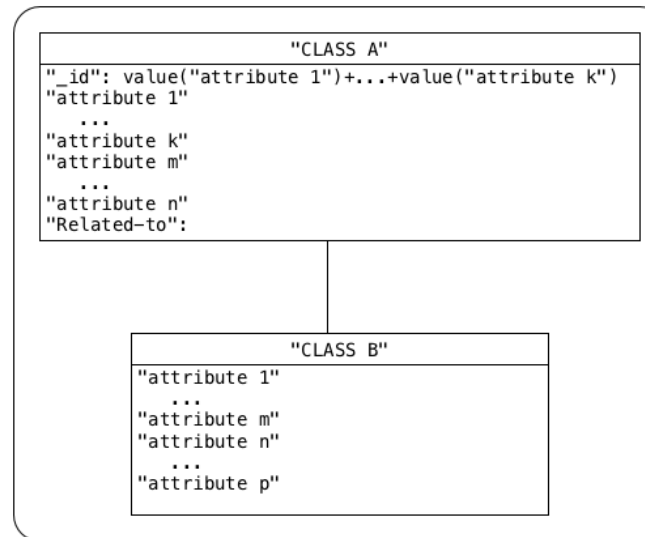 "CLASS A"
"_id": value("attribute 1")+...+value("attribute k")
"attribute 1"
...
"attribute k"
"attribute m"
...
"attribute n"
"Related-to":
"CLASS B"
"attribute 1"
...
"attribute m"
"attribute n"
...
"attribute p"